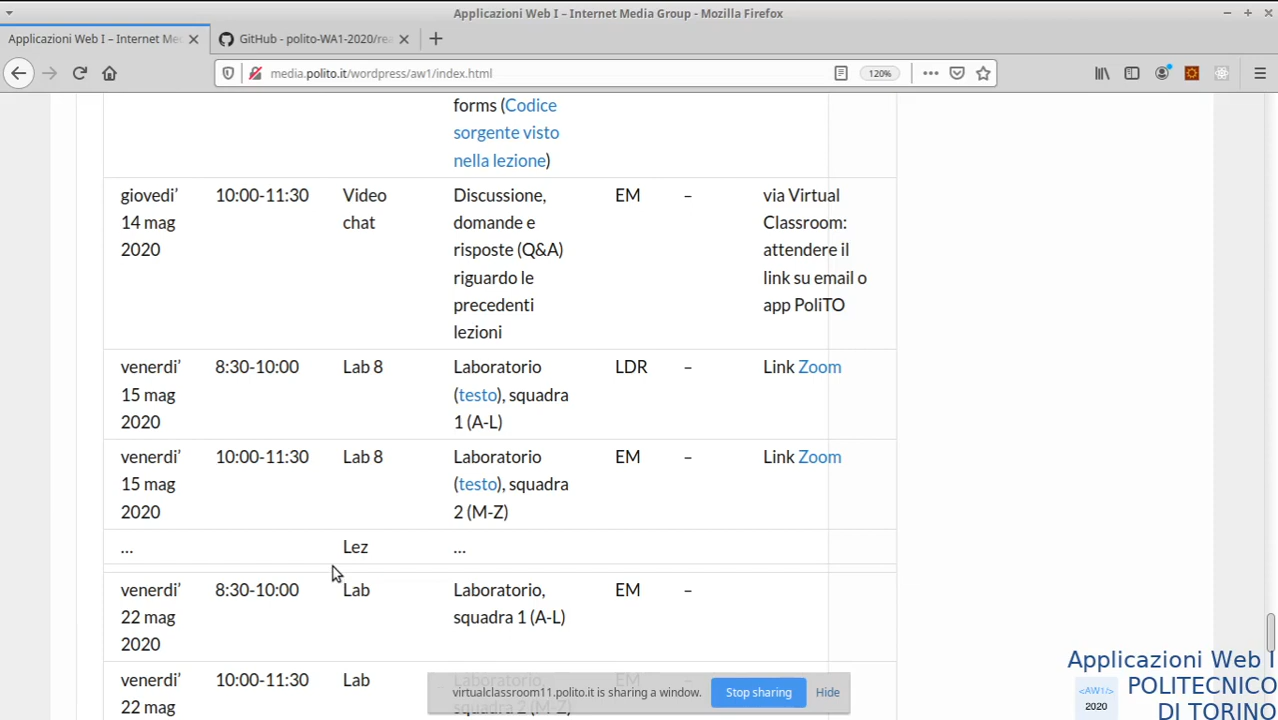 Applicazioni Web I – Internet Media Group - Mozilla Firefox
Applicazioni Web I – Internet Me
GitHub - polito-WA1-2020/rea
media.polito.it/wordpress/aw1/index.html
120%
forms (Codice
sorgente visto
nella lezione)
giovedi’ 10:00-11:30 Video Discussione, EM – via Virtual
14 mag chat domande e Classroom:
2020 risposte (Q&A) attendere il
riguardo le link su email o
precedenti app PoliTO
lezioni
venerdi’ 8:30-10:00 Lab 8 Laboratorio LDR – Link Zoom
15 mag (testo), squadra
2020 1 (A-L)
venerdi’ 10:00-11:30 Lab 8 Laboratorio EM – Link Zoom
15 mag (testo), squadra
2020 2 (M-Z)
... Lez ...
venerdi’ 8:30-10:00 Lab Laboratorio, EM –
22 mag squadra 1 (A-L)
2020
venerdi’ 10:00-11:30 Lab Laboratorio, EM
22 mag squadra 2 (M-Z)
virtualclassroom11.polito.it is sharing a window. Stop sharing Hide
Applicazioni Web I
POLITECNICO
DI TORINO
<AW1/>
2020